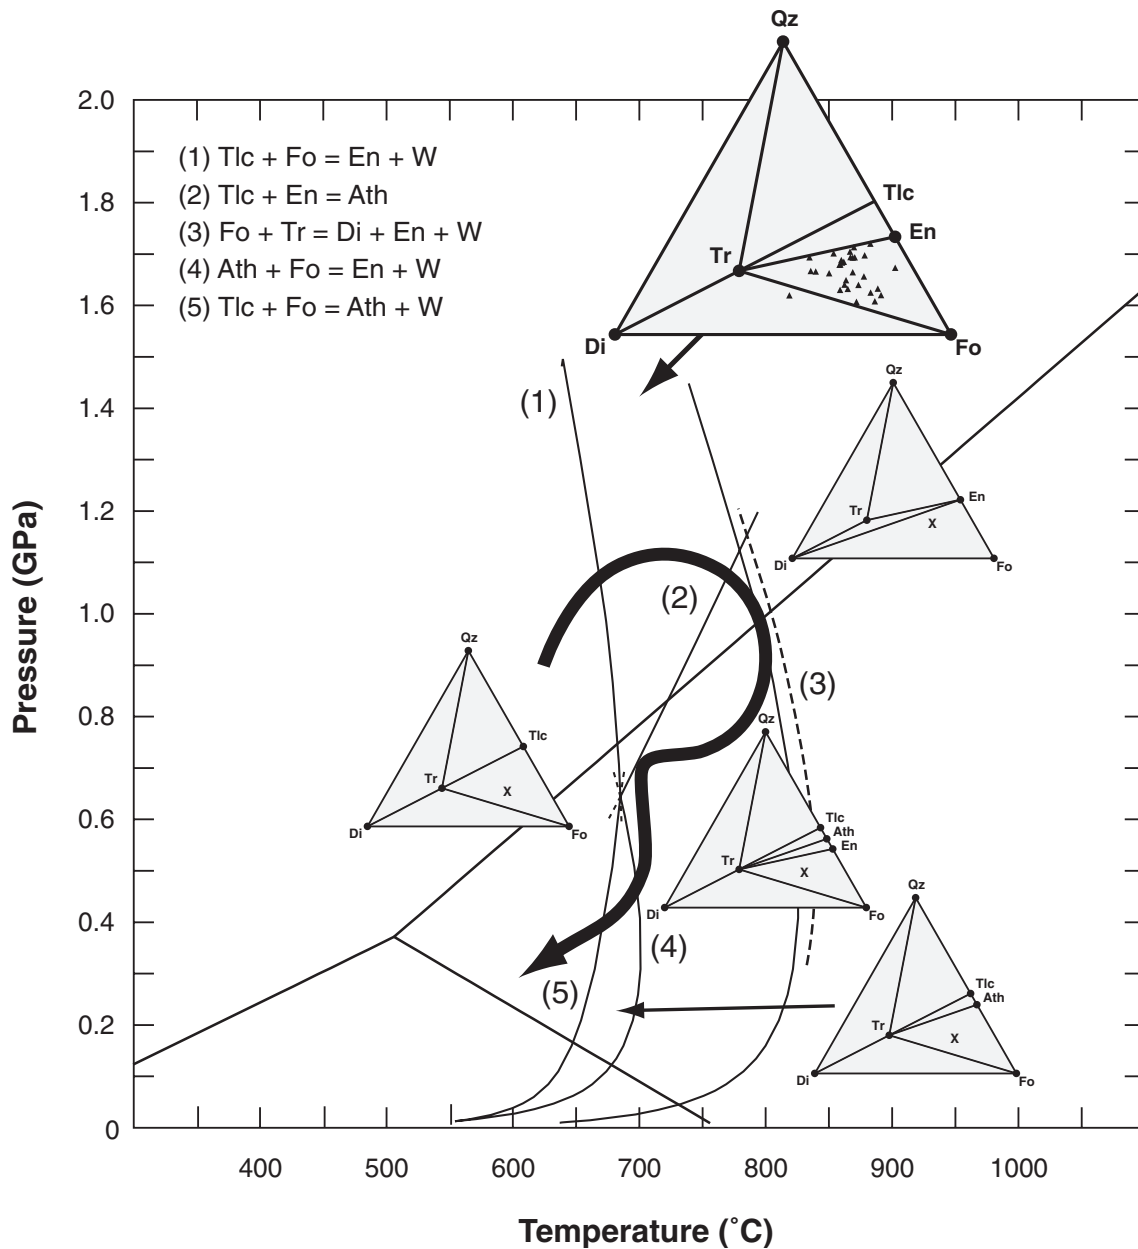 Qz
2.0
(1) Tlc + Fo = En + W
(2) Tlc + En = Ath
1.8
Tlc
(3) Fo + Tr = Di + En + W
En
Tr
(4) Ath + Fo = En + W
1.6
(5) Tlc + Fo = Ath + W
Di
Fo
Qz
1.4
(1)
En
1.2
Tr
X
Di
Fo
1.0
(2)
Qz
0.8
(3)
Qz
Tlc
Tr
X
Di
Fo
0.6
Tlc
Ath
En
Tr
X
Di
Fo
Qz
0.4
(4)
(5)
Tlc
Ath
0.2
Tr
X
Di
Fo
0
Pressure (GPa)
400 500 600 700 800 900 1000
Temperature (˚C)